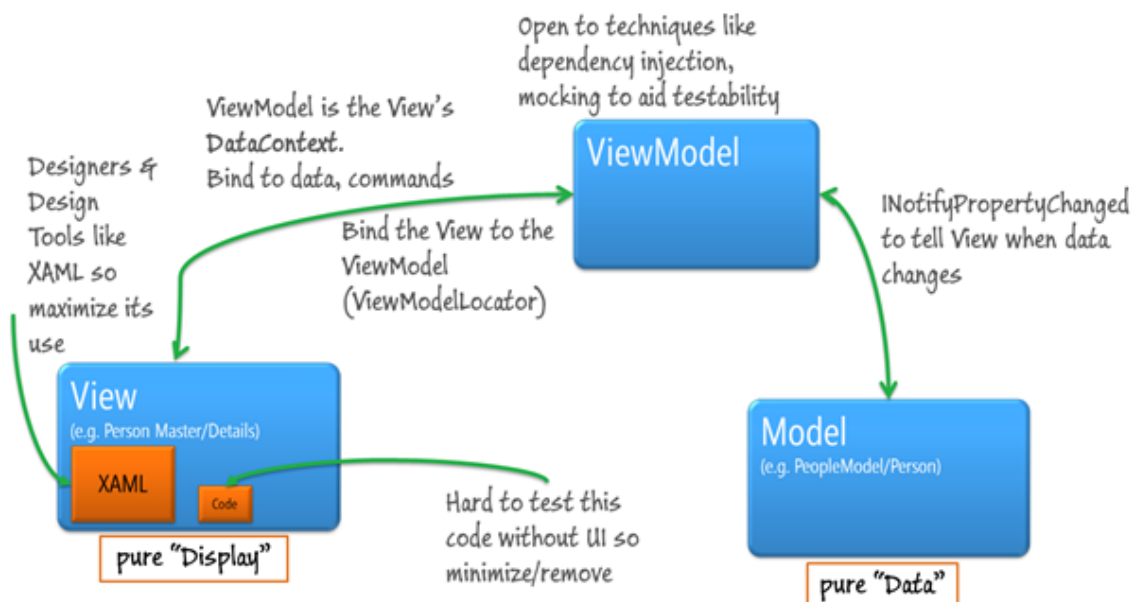 Open to techniques like
dependency injection,
mocking to aid testability
ViewModel is the View's
DataContext.
Bind to data, commands
ViewModel
Designers &
Design
Tools like
XAML so
maximize its
use
Bind the View to the
ViewModel
(ViewModelLocator)
INotifyPropertyChanged
to tell View when data
changes
View
(e.g. Person Master/Details)
XAML
Code
pure "Display"
Hard to test this
code without UI so
minimize/remove
Model
(e.g. PeopleModel/Person)
pure "Data"